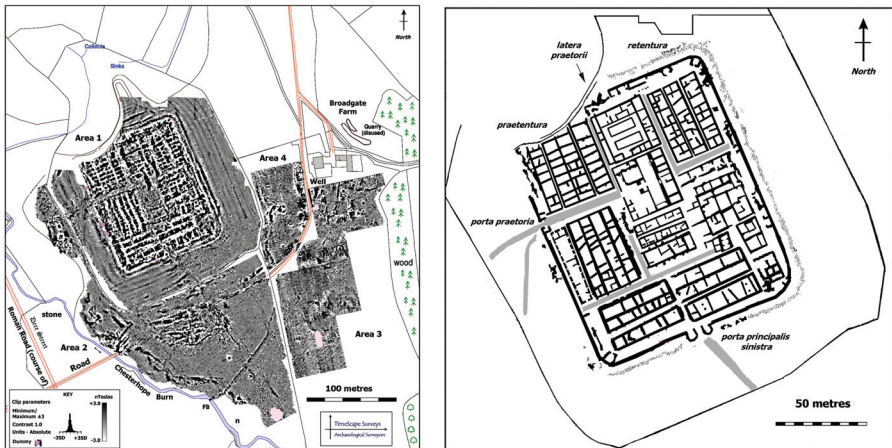 Collects
Sinks
North
Broadgate
Farm
Quarry
(disused)
Area 1
Area 4
Well
wood
stone
Roman Road (course of)
Dere Street
Area 2
Road
Chesterhope
Burn
FB
n
Area 3
100 metres
Clip parameters
Minimum/
Maximum ±3
Contrast 1.0
Units - Absolute
Dummy
KEY
-3SD
+3SD
nTeslas
+3.0
-3.0
TimeScape Surveys
Archaeological Surveyors
latera
praetorii
retentura
North
praetentura
porta praetoria
porta principalis
sinistra
50 metres